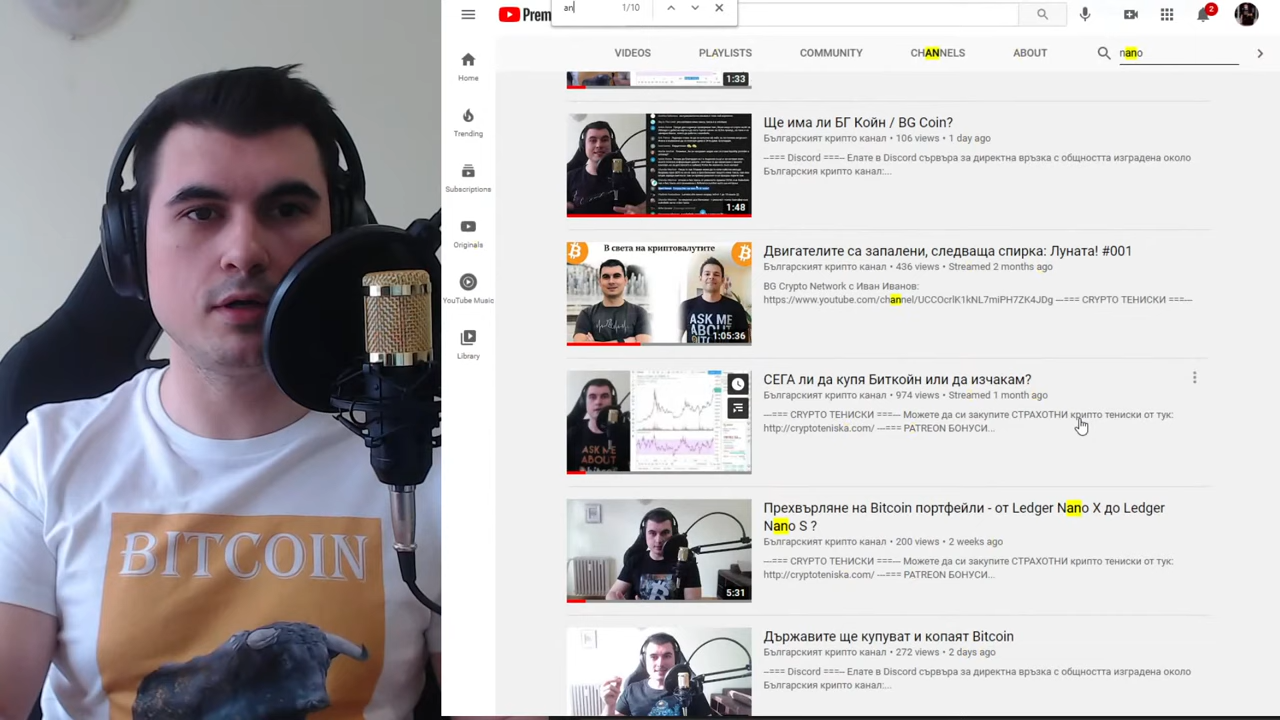 an 1/10
Prem 2
VIDEOS PLAYLISTS COMMUNITY CHANNELS ABOUT nano
Home
Trending
Subscriptions
Originals
YouTube Music
Library
1:33
Ще има ли БГ Койн / BG Coin?
Българският крипто канал • 106 views • 1 day ago
--=== Discord ===-- Елате в Discord сървъра за директна връзка с общността изградена около
Българския крипто канал:...
1:48
В света на криптовалутите
ASK ME
ABOUT
1:05:36
Двигателите са запалени, следваща спирка: Луната! #001
Българският крипто канал • 436 views • Streamed 2 months ago
BG Crypto Network с Иван Иванов:
https://www.youtube.com/channel/UCCOcrlK1kNL7miPH7ZK4JDg ---=== CRYPTO ТЕНИСКИ ===---
СЕГА ли да купя Биткойн или да изчакам?
Българският крипто канал • 974 views • Streamed 1 month ago
---=== CRYPTO ТЕНИСКИ ===--- Можете да си закупите СТРАХОТНИ крипто тениски от тук:
http://cryptoteniska.com/ ---=== PATREON БОНУСИ...
ASK ME
ABOUT
Прехвърляне на Bitcoin портфейли - от Ledger Nano X до Ledger
Nano S ?
Българският крипто канал • 200 views • 2 weeks ago
---=== CRYPTO ТЕНИСКИ ===--- Можете да си закупите СТРАХОТНИ крипто тениски от тук:
http://cryptoteniska.com/ ---=== PATREON БОНУСИ...
5:31
Държавите ще купуват и копаят Bitcoin
Българският крипто канал • 272 views • 2 days ago
--=== Discord ===-- Елате в Discord сървъра за директна връзка с общността изградена около
Българския крипто канал:...
BITCOIN